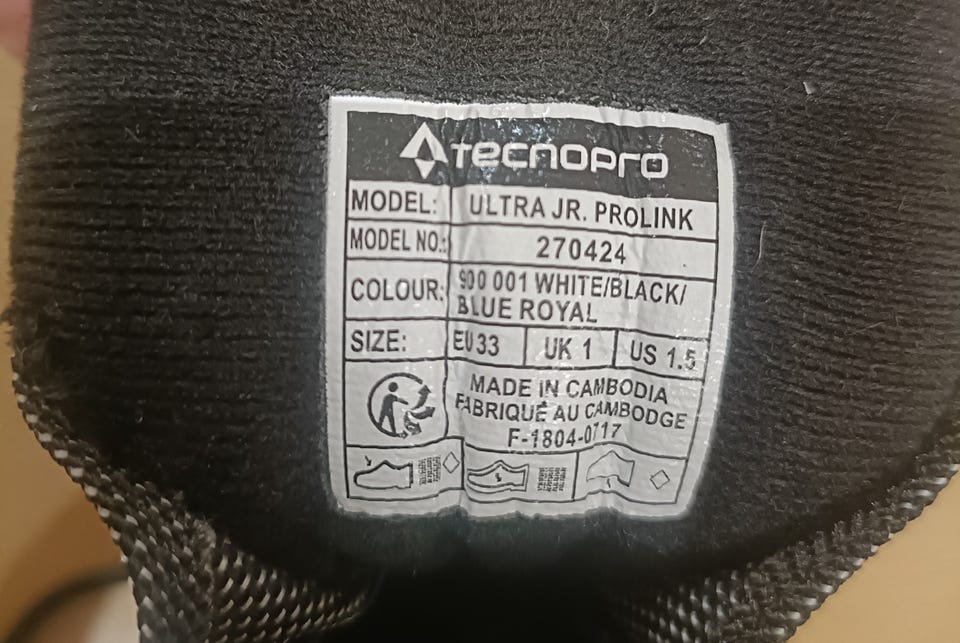 TECNOPRO
MODEL: ULTRA JR. PROLINK
MODEL NO.: 270424
COLOUR: 900 001 WHITE/BLACK/
BLUE ROYAL
SIZE: EU 33 UK 1 US 1.5
MADE IN CAMBODIA
FABRIQUÉ AU CAMBODGE
F-1804-0717